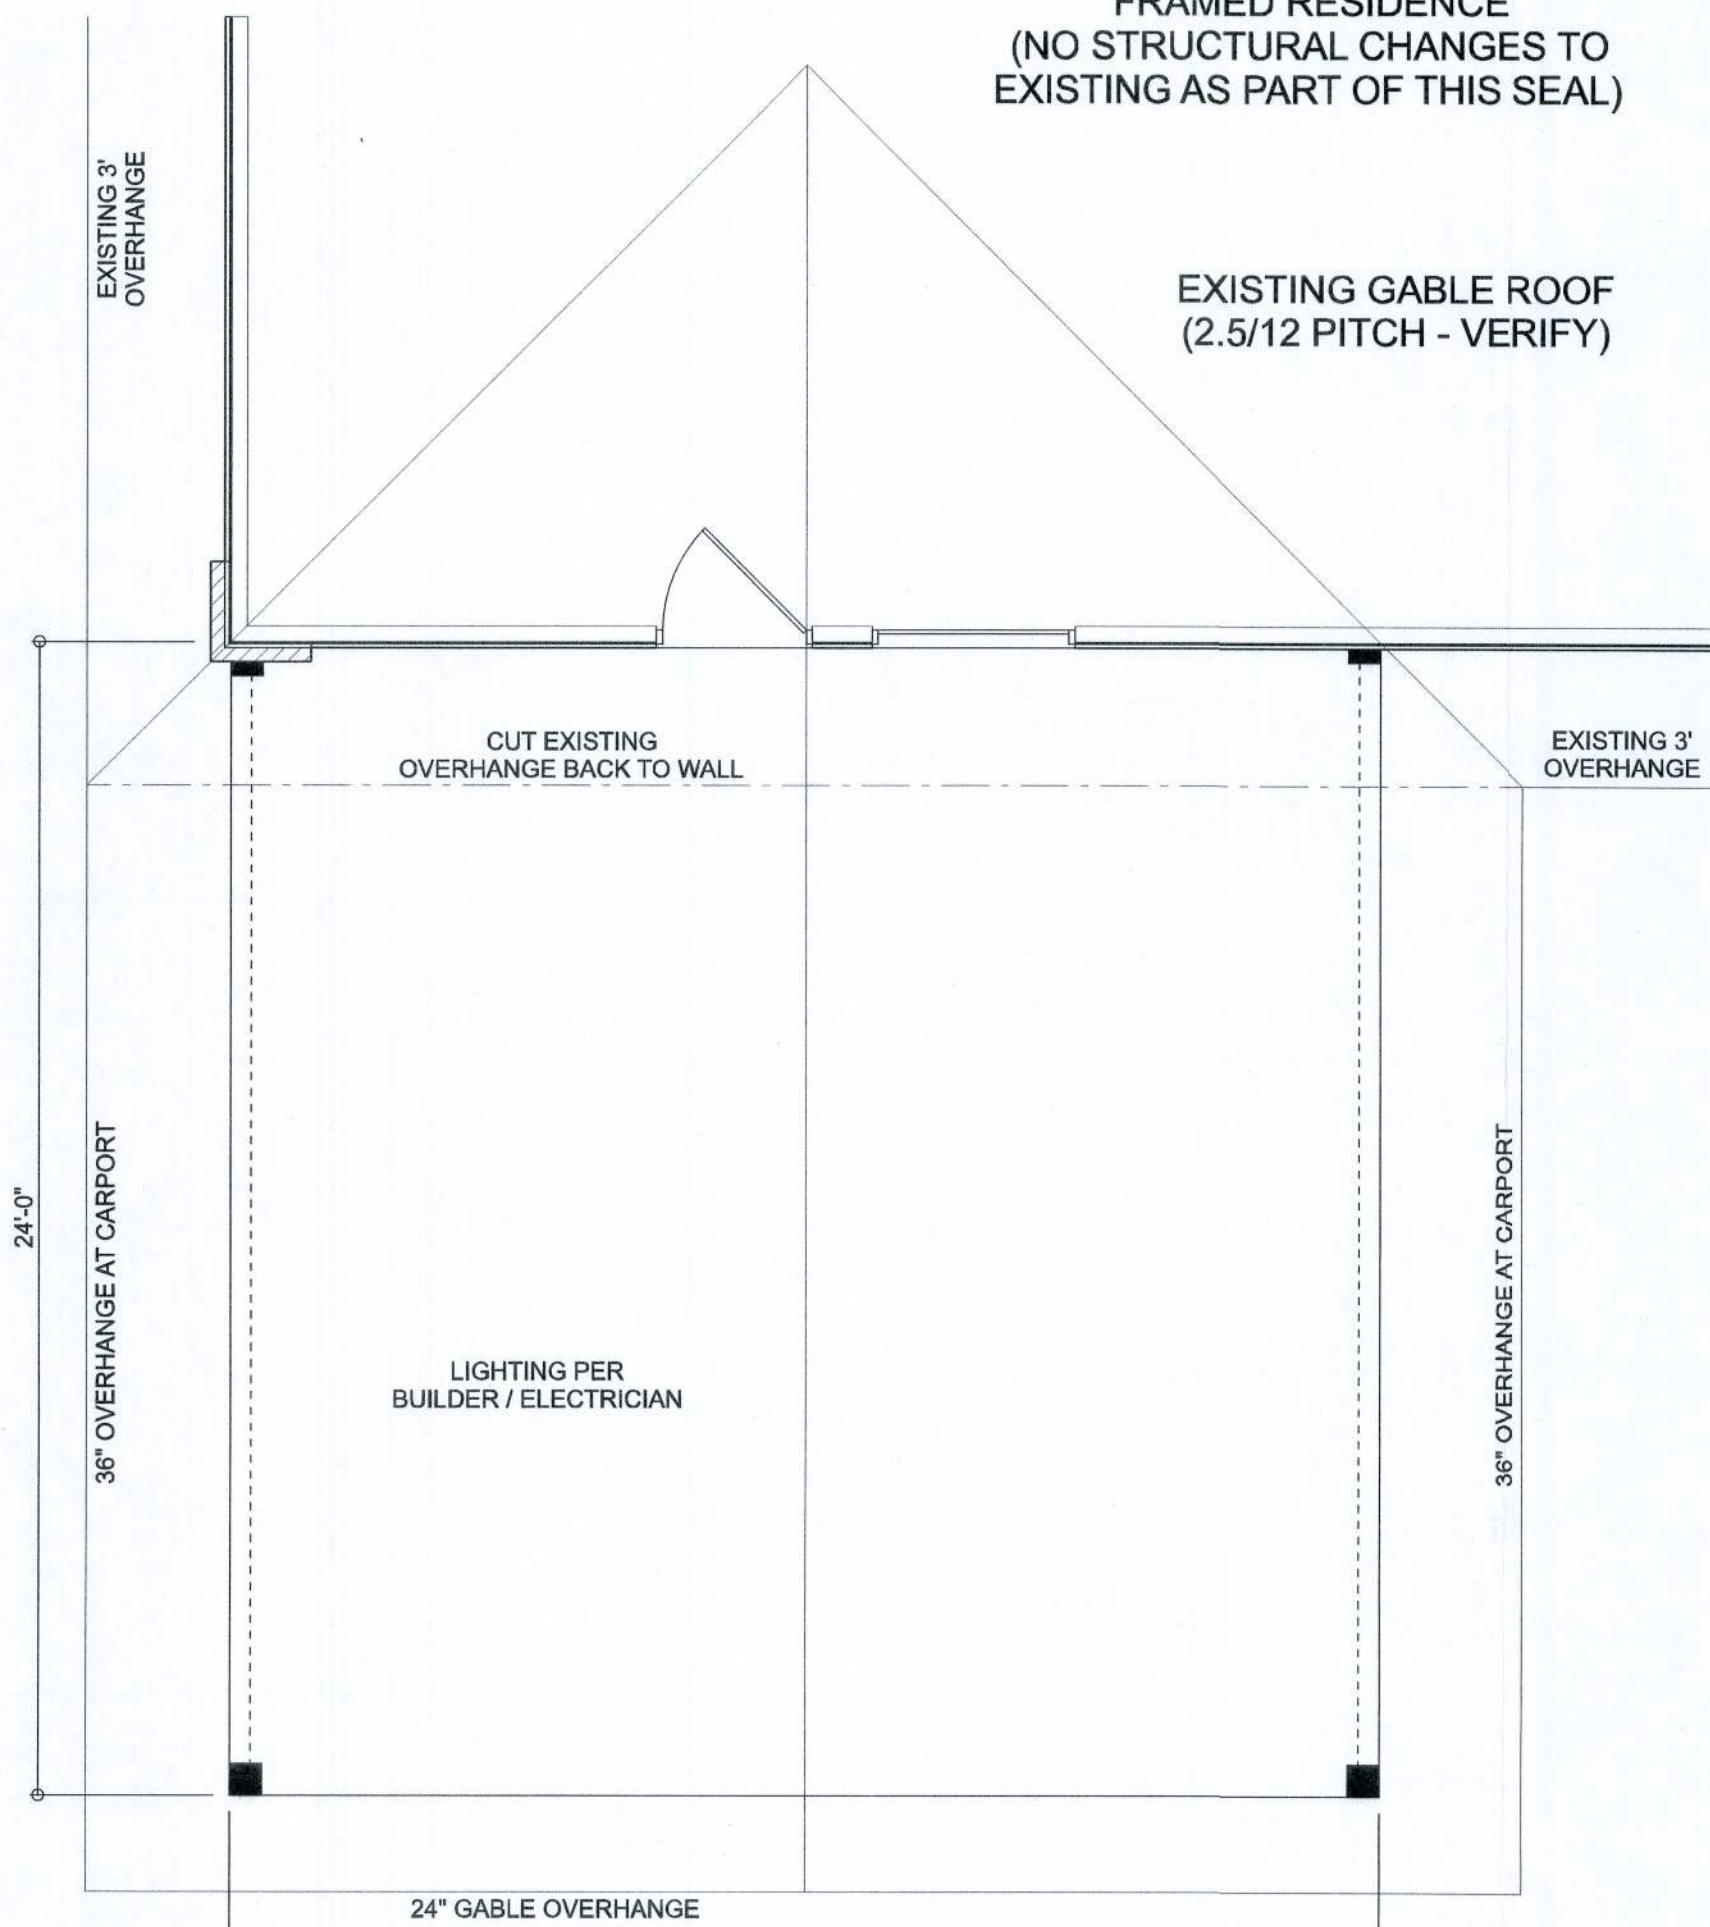 FRAMED RESIDENCE
(NO STRUCTURAL CHANGES TO
EXISTING AS PART OF THIS SEAL)
EXISTING 3'
OVERHANGE
EXISTING GABLE ROOF
(2.5/12 PITCH - VERIFY)
CUT EXISTING
OVERHANGE BACK TO WALL
EXISTING 3'
OVERHANGE
24'-0"
36" OVERHANGE AT CARPORT
36" OVERHANGE AT CARPORT
LIGHTING PER
BUILDER / ELECTRICIAN
24" GABLE OVERHANGE